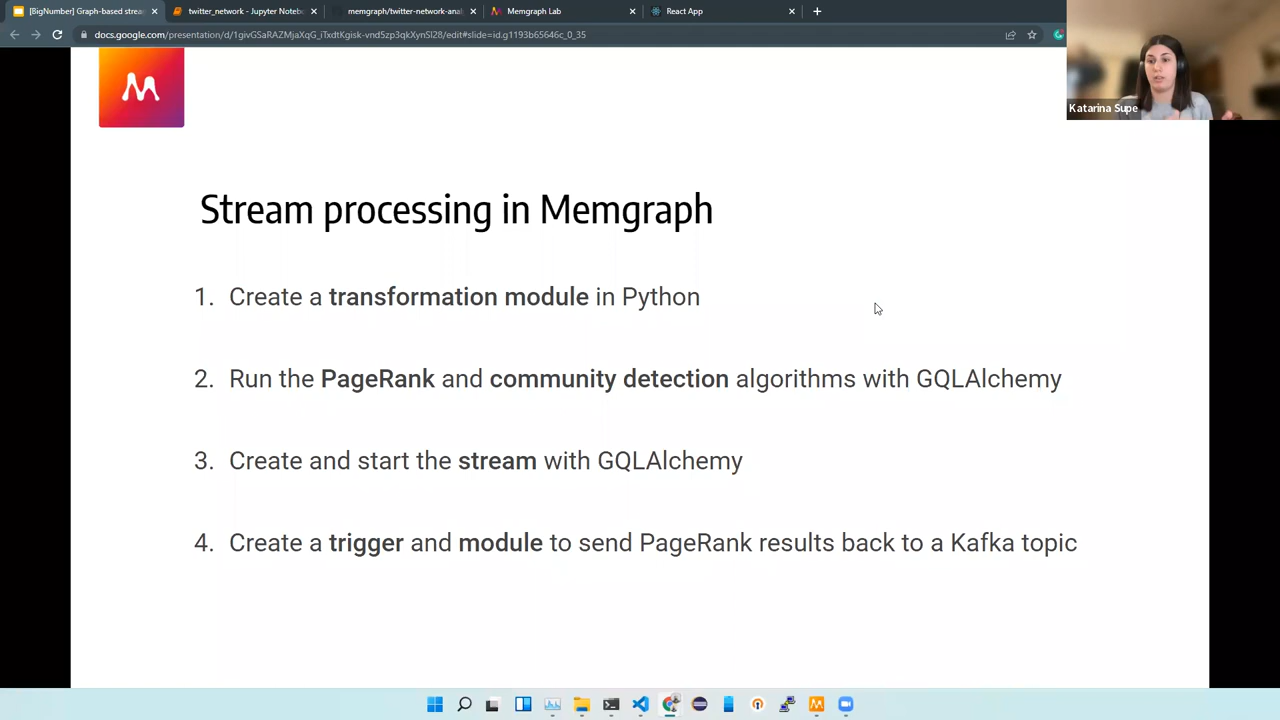 [BigNumber] Graph-based strea
twitter_network - Jupyter Notebo
memgraph/twitter-network-anal
Memgraph Lab
React App
docs.google.com/presentation/d/1givGSaRAZMjaXqG_iTxdtKgisk-vnd5zp3qkXynSl28/edit#slide=id.g1193b65646c_0_35
Katarina Supe
Stream processing in Memgraph
1. Create a transformation module in Python
2. Run the PageRank and community detection algorithms with GQLAlchemy
3. Create and start the stream with GQLAlchemy
4. Create a trigger and module to send PageRank results back to a Kafka topic